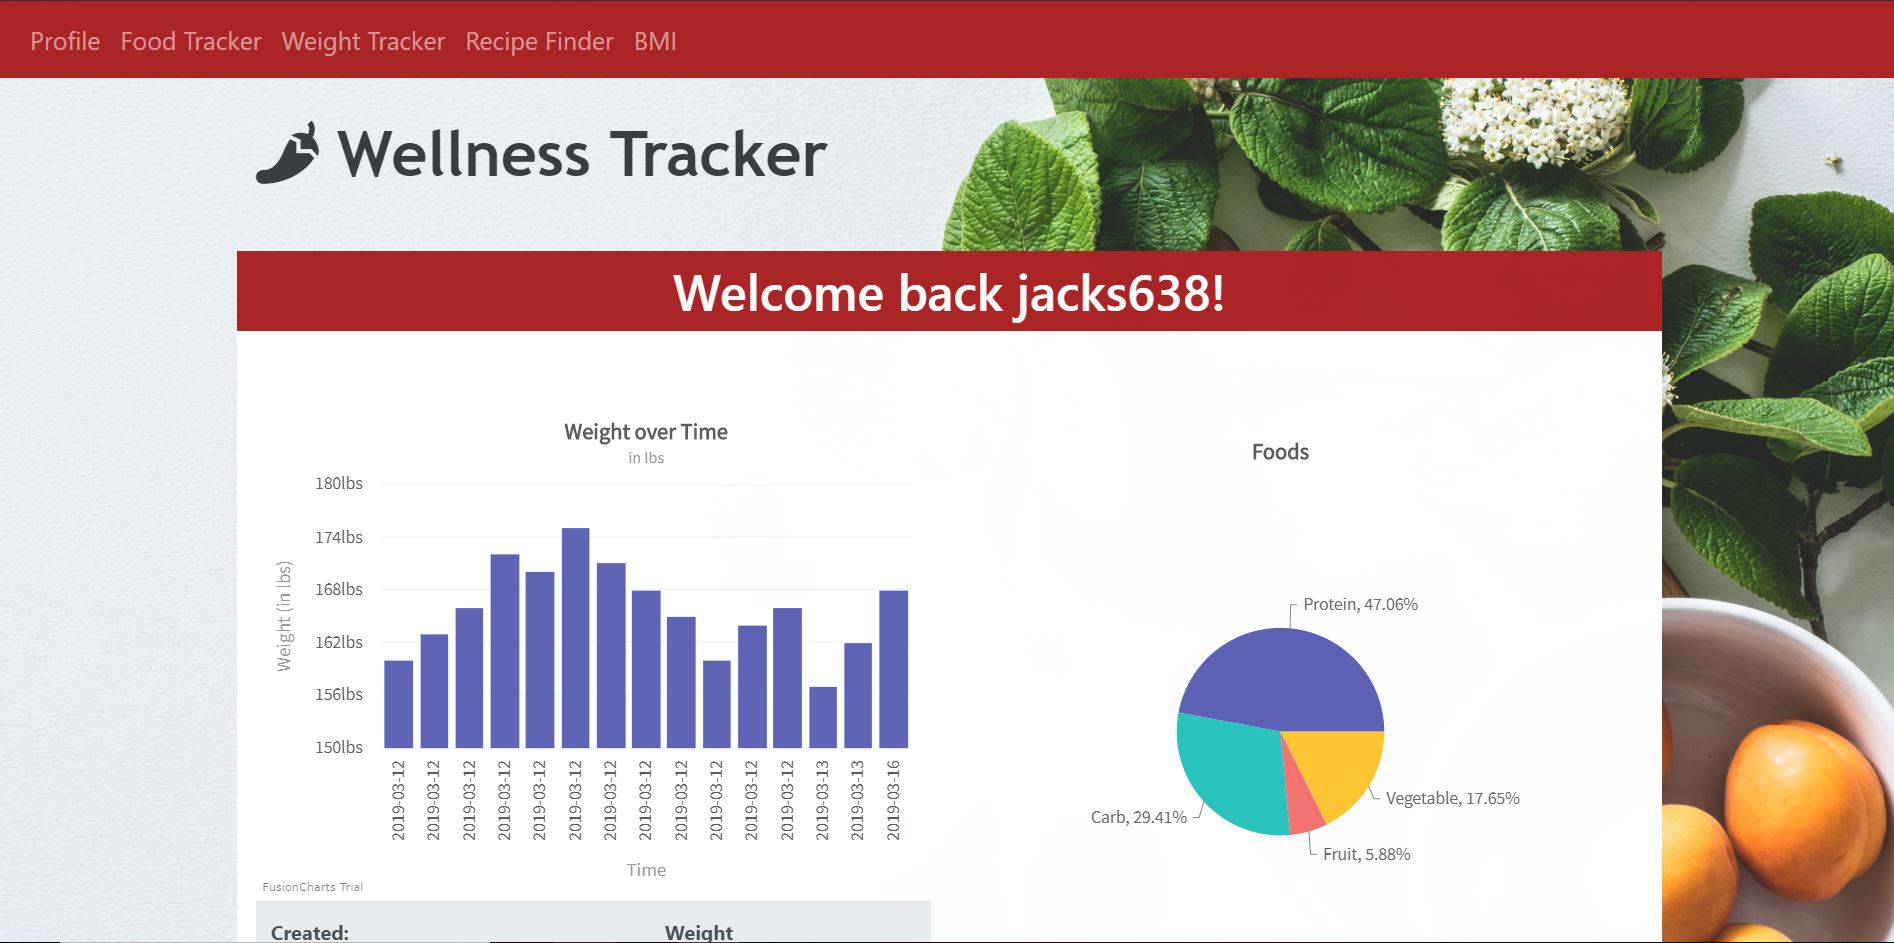 Profile Food Tracker Weight Tracker Recipe Finder BMI
Wellness Tracker
Welcome back jacks638!
Weight over Time
in lbs
180lbs
174lbs
168lbs
162lbs
156lbs
150lbs
Weight (in lbs)
2019-03-12
2019-03-12
2019-03-12
2019-03-12
2019-03-12
2019-03-12
2019-03-12
2019-03-12
2019-03-12
2019-03-12
2019-03-12
2019-03-12
2019-03-13
2019-03-13
2019-03-16
Time
FusionCharts Trial
Foods
Protein, 47.06%
Vegetable, 17.65%
Carb, 29.41%
Fruit, 5.88%
Created: Weight